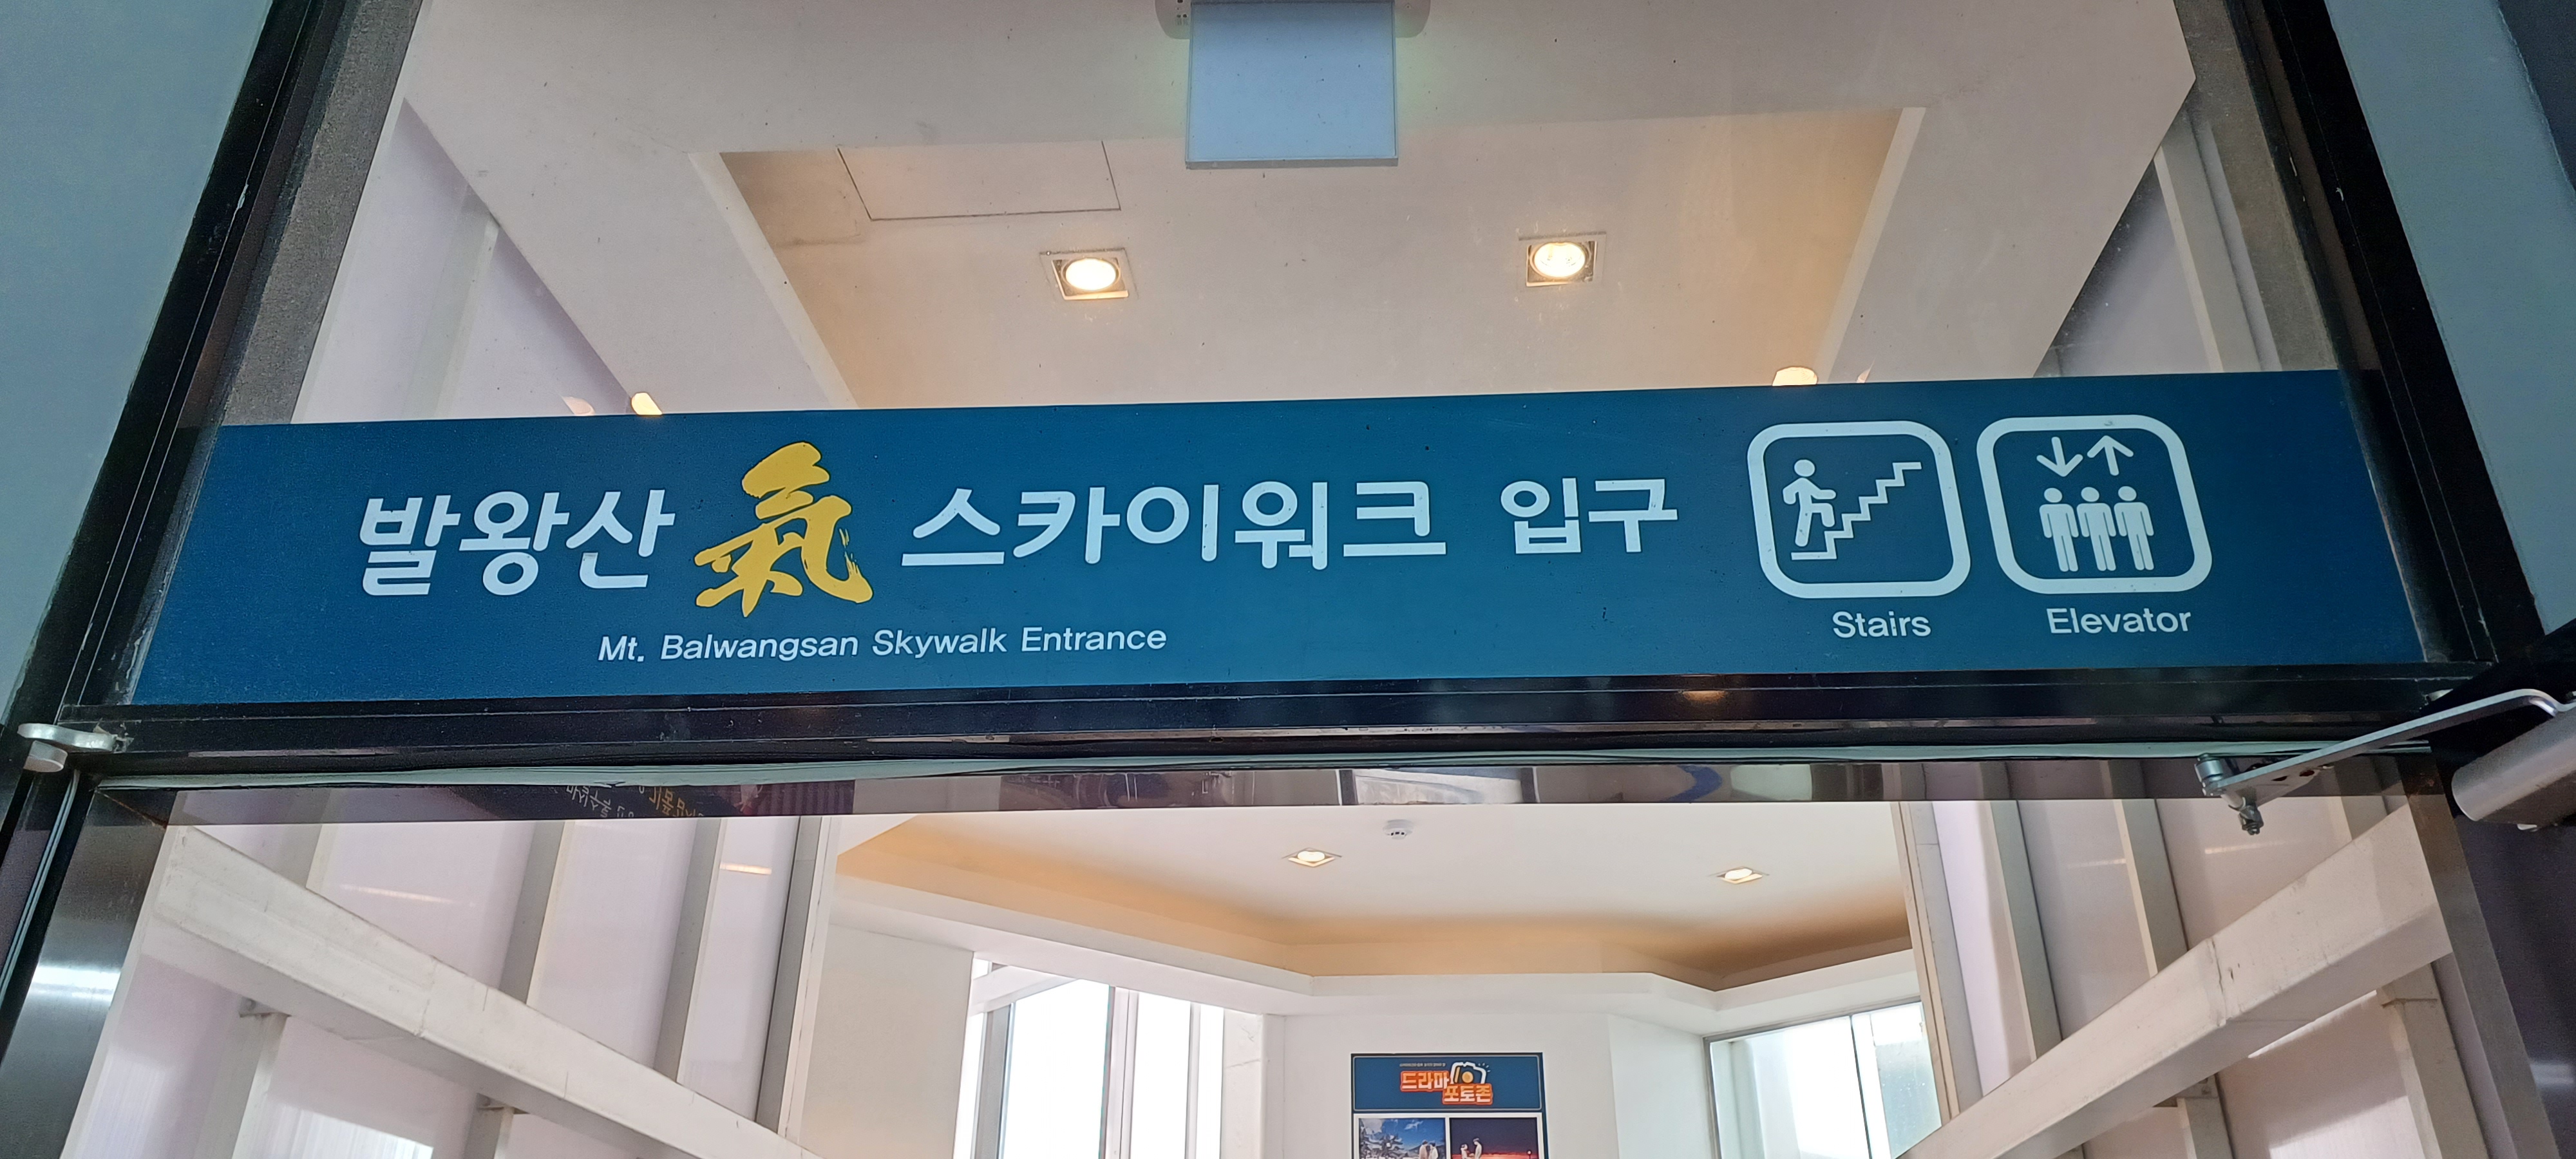 발왕산 氣 스카이워크 입구
Mt. Balwangsan Skywalk Entrance
Stairs
Elevator
드라마
포토존